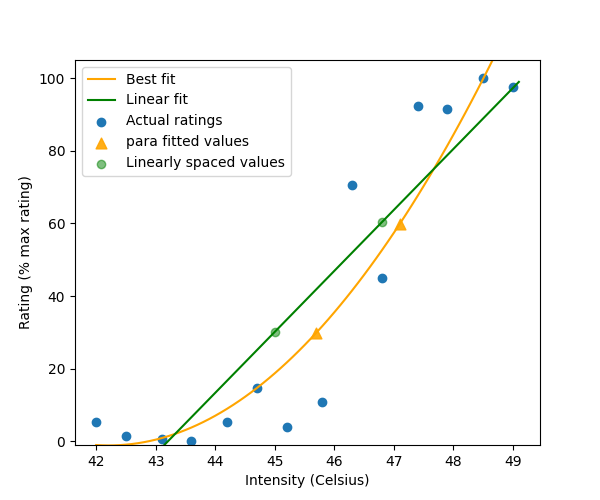 Best fit
Linear fit
Actual ratings
para fitted values
Linearly spaced values
100
80
60
40
20
0
Rating (% max rating)
42 43 44 45 46 47 48 49
Intensity (Celsius)